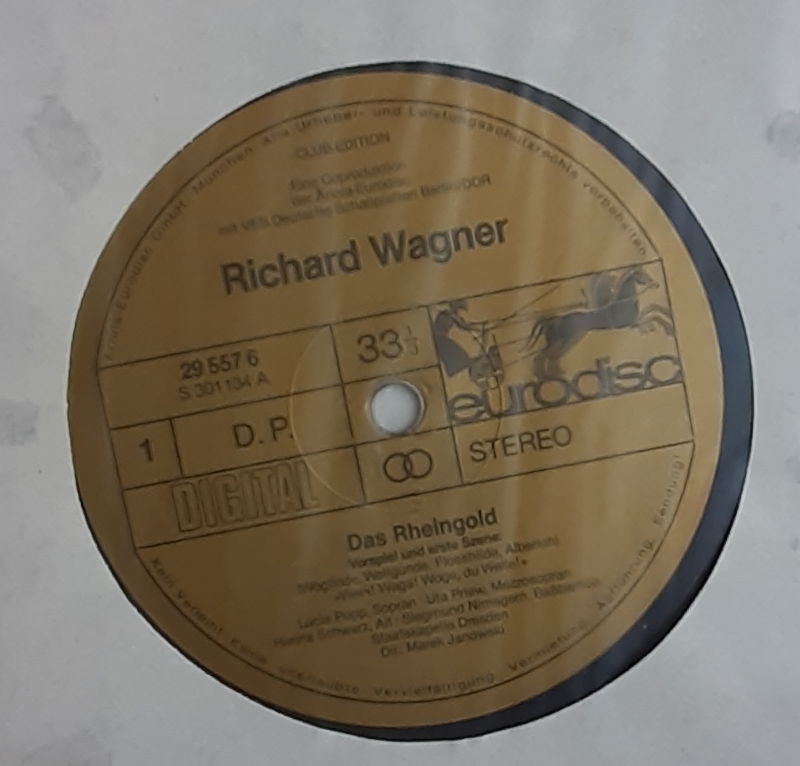 Ariola-Eurodisc GmbH, München. Alle Urheber- und Leistungsschutzrechte vorbehalten
CLUB-EDITION
Eine Coproduktion
der Ariola-Eurodisc
mit VEB Deutsche Schallplatten Berlin/DDR
Richard Wagner
29 557 6
S 301 134 A
33⅓
eurodisc
1
D. P.
STEREO
DIGITAL
Das Rheingold
Vorspiel und erste Szene:
(Woglinde, Wellgunde, Flosshilde, Alberich)
»Weia! Waga! Woge, du Welle!«
Lucia Popp, Sopran · Uta Priew, Mezzosopran
Hanna Schwarz, Alt · Siegmund Nimsgern, Baßbariton
Staatskapelle Dresden
Dir.: Marek Janowski
Kein Verleih! Keine unerlaubte Vervielfältigung, Vermietung, Aufführung, Sendung!